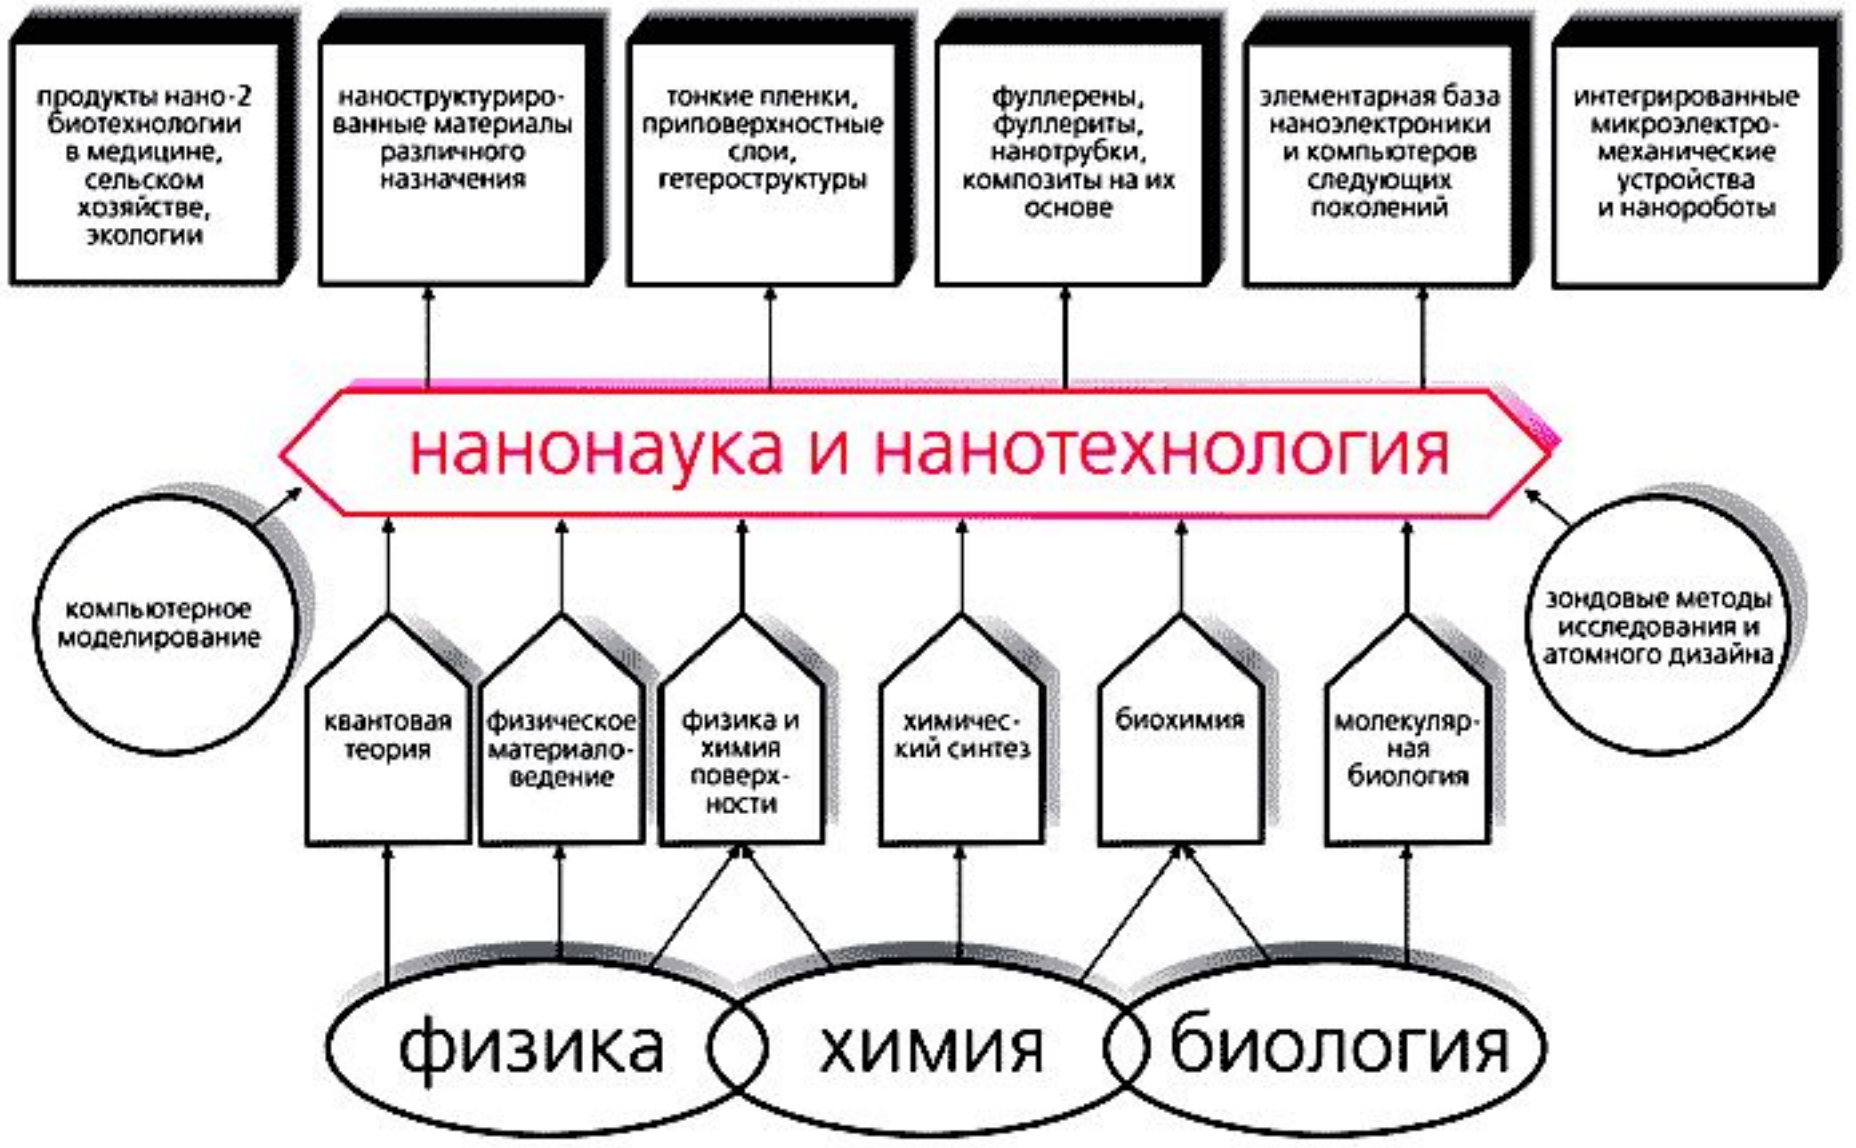 продукты нано-2
биотехнологии
в медицине,
сельском
хозяйстве,
экологии
наноструктуриро-
ванные материалы
различного
назначения
тонкие пленки,
приповерхностные
слои,
гетероструктуры
фуллерены,
фуллериты,
нанотрубки,
композиты на их
основе
элементарная база
наноэлектроники
и компьютеров
следующих
поколений
интегрированные
микроэлектро-
механические
устройства
и нанороботы
нанонаука и нанотехнология
компьютерное
моделирование
зондовые методы
исследования и
атомного дизайна
квантовая
теория
физическое
материало-
ведение
физика и
химия
поверх-
ности
химичес-
кий синтез
биохимия
молекуляр-
ная
биология
физика
химия
биология